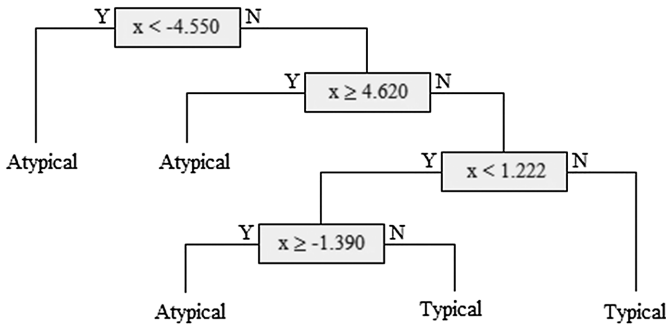 Y x < -4.550 N
Y x ≥ 4.620 N
Atypical Atypical
Y x < 1.222 N
Y x ≥ -1.390 N
Atypical Typical Typical